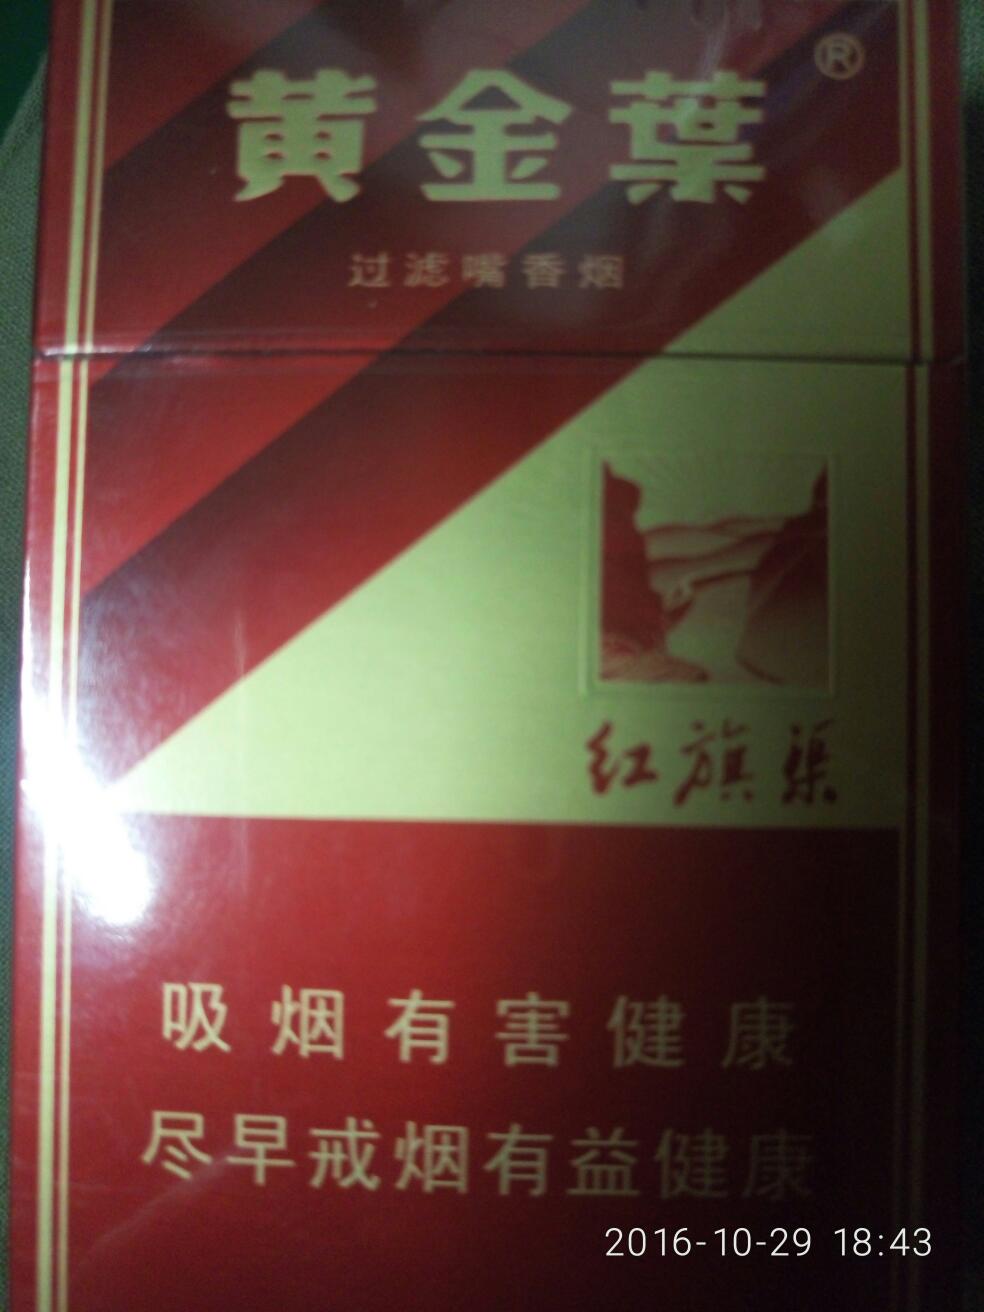 黄金葉®
过滤嘴香烟
红旗渠
吸烟有害健康
尽早戒烟有益健康
2016-10-29 18:43